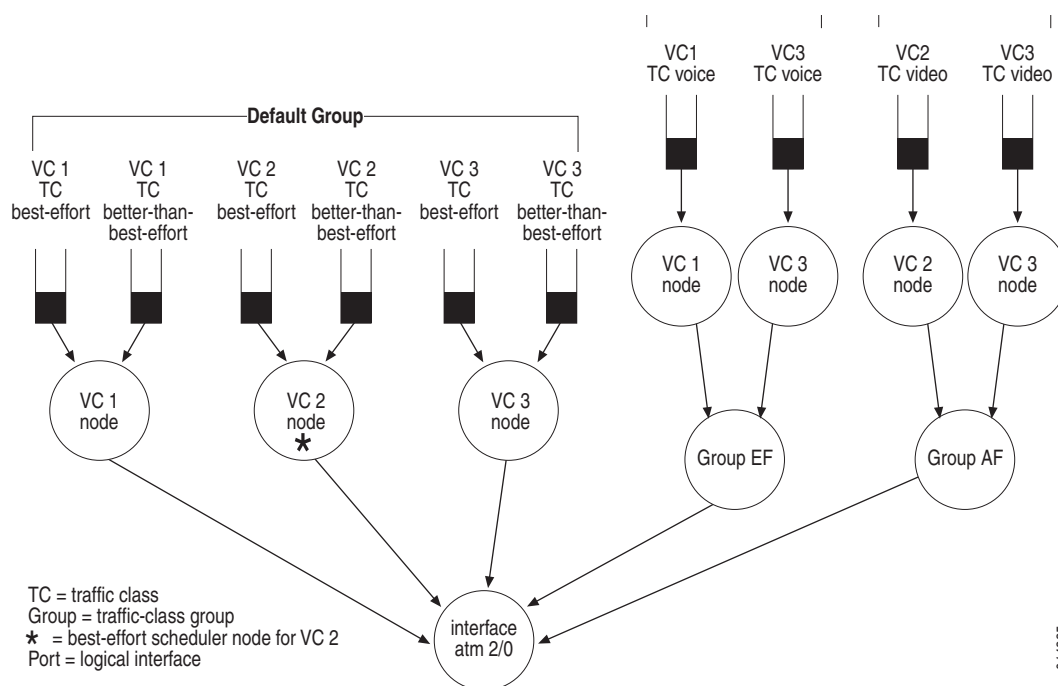 VC1
TC voice
VC3
TC voice
VC2
TC video
VC3
TC video
Default Group
VC 1
TC
best-effort
VC 1
TC
better-than-
best-effort
VC 2
TC
best-effort
VC 2
TC
better-than-
best-effort
VC 3
TC
best-effort
VC 3
TC
better-than-
best-effort
VC 1
node
VC 3
node
VC 2
node
VC 3
node
VC 1
node
VC 2
node
*
VC 3
node
Group EF
Group AF
interface
atm 2/0
TC = traffic class
Group = traffic-class group
* = best-effort scheduler node for VC 2
Port = logical interface